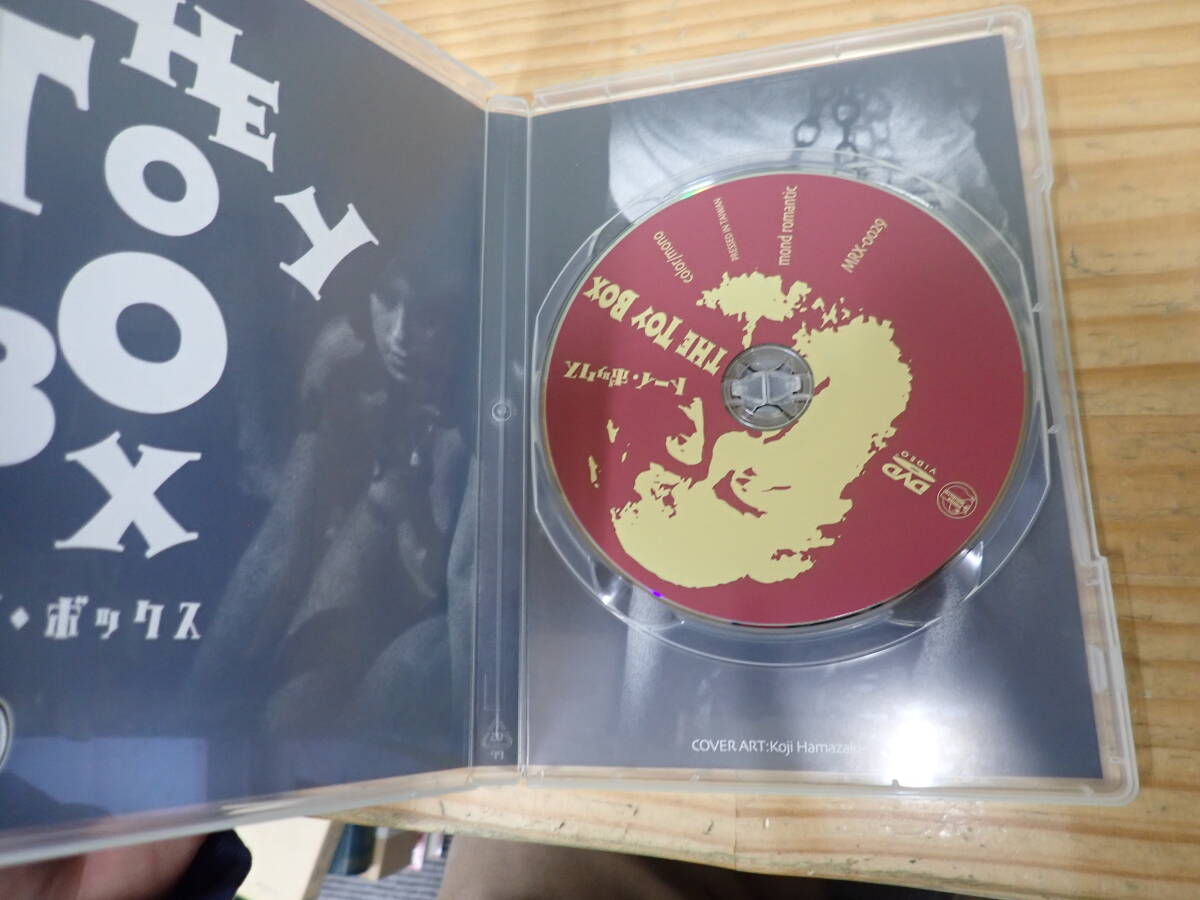 THE
TOY
BOX
・ボックス
MRX-0029
mond romantic
PRESSED IN TAIWAN
color/mono
THE TOY BOX
トーイ・ボックス
DVD
VIDEO
COVER ART:Koji Hamazaki